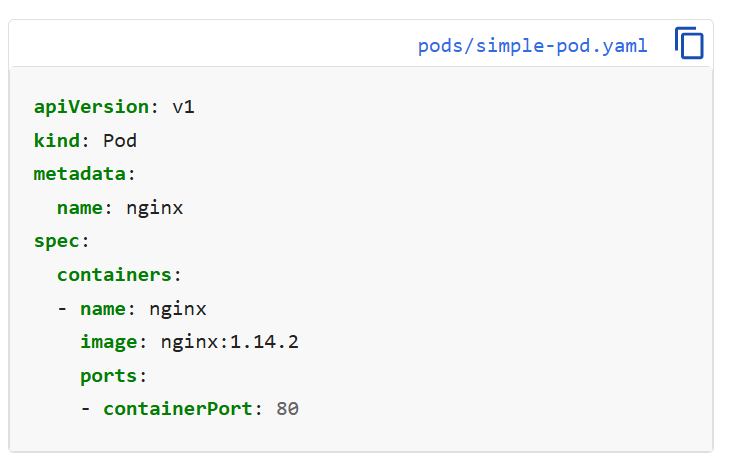 pods/simple-pod.yaml
apiVersion: v1
kind: Pod
metadata:
  name: nginx
spec:
  containers:
  - name: nginx
    image: nginx:1.14.2
    ports:
    - containerPort: 80